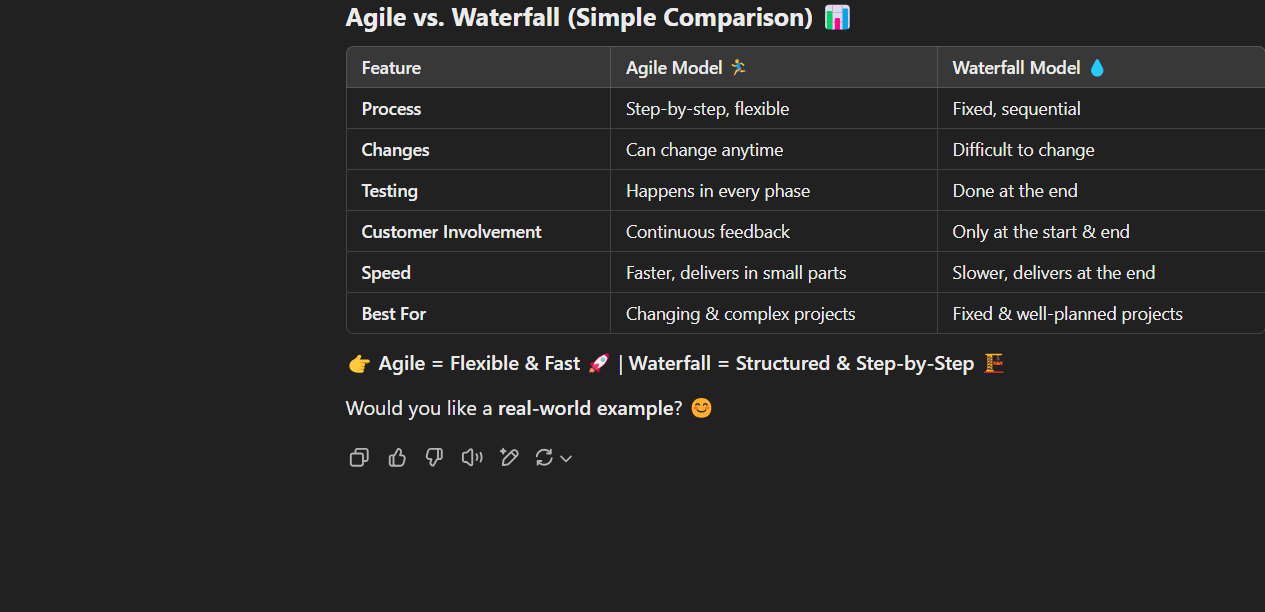 Agile vs. Waterfall (Simple Comparison) 📊
Feature Agile Model 🏃 Waterfall Model 💧
Process Step-by-step, flexible Fixed, sequential
Changes Can change anytime Difficult to change
Testing Happens in every phase Done at the end
Customer Involvement Continuous feedback Only at the start & end
Speed Faster, delivers in small parts Slower, delivers at the end
Best For Changing & complex projects Fixed & well-planned projects
👉 Agile = Flexible & Fast 🚀 | Waterfall = Structured & Step-by-Step 🏗️
Would you like a real-world example? 😊